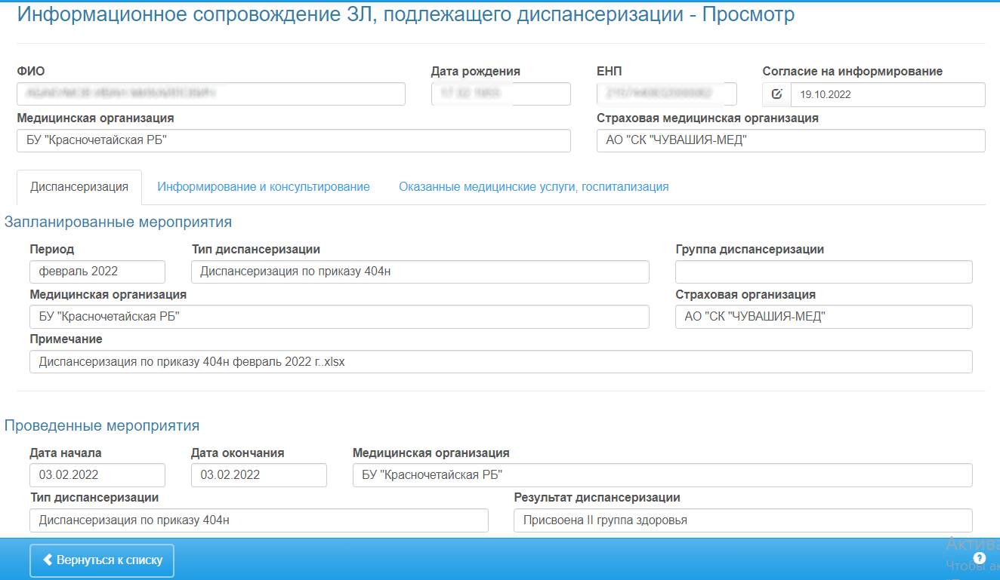 Информационное сопровождение ЗЛ, подлежащего диспансеризации - Просмотр
ФИО Дата рождения ЕНП Согласие на информирование
19.10.2022
Медицинская организация Страховая медицинская организация
БУ "Красночетайская РБ" АО "СК "ЧУВАШИЯ-МЕД"
Диспансеризация Информирование и консультирование Оказанные медицинские услуги, госпитализация
Запланированные мероприятия
Период Тип диспансеризации Группа диспансеризации
февраль 2022 Диспансеризация по приказу 404н
Медицинская организация Страховая организация
БУ "Красночетайская РБ" АО "СК "ЧУВАШИЯ-МЕД"
Примечание
Диспансеризация по приказу 404н февраль 2022 г..xlsx
Проведенные мероприятия
Дата начала Дата окончания Медицинская организация
03.02.2022 03.02.2022 БУ "Красночетайская РБ"
Тип диспансеризации Результат диспансеризации
Диспансеризация по приказу 404н Присвоена II группа здоровья
Вернуться к списку
Актива
?
Чтобы ак